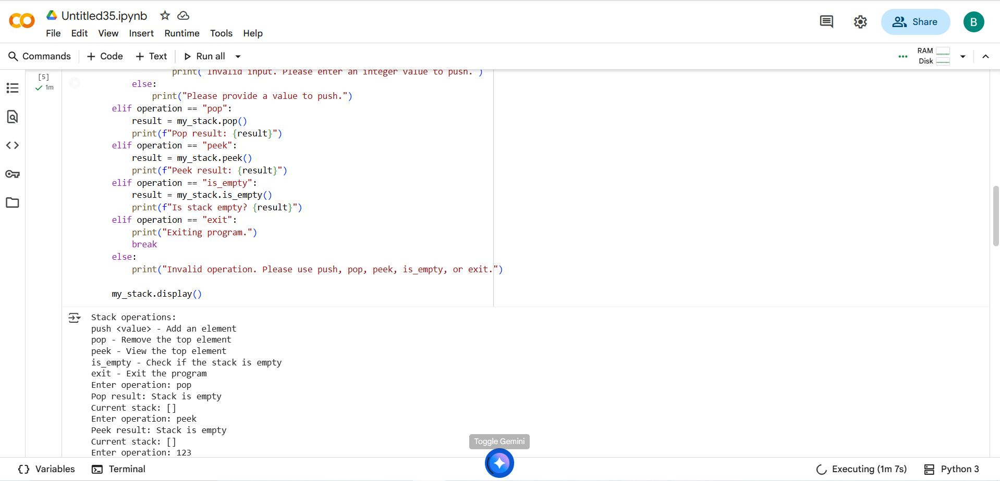 Untitled35.ipynb
File Edit View Insert Runtime Tools Help
Share
B
Commands + Code + Text Run all
RAM
Disk
[5]
1m
print("Invalid input. Please enter an integer value to push.")
else:
print("Please provide a value to push.")
elif operation == "pop":
result = my_stack.pop()
print(f"Pop result: {result}")
elif operation == "peek":
result = my_stack.peek()
print(f"Peek result: {result}")
elif operation == "is_empty":
result = my_stack.is_empty()
print(f"Is stack empty? {result}")
elif operation == "exit":
print("Exiting program.")
break
else:
print("Invalid operation. Please use push, pop, peek, is_empty, or exit.")
my_stack.display()
Stack operations:
push <value> - Add an element
pop - Remove the top element
peek - View the top element
is_empty - Check if the stack is empty
exit - Exit the program
Enter operation: pop
Pop result: Stack is empty
Current stack: []
Enter operation: peek
Peek result: Stack is empty
Current stack: []
Enter operation: 123
Toggle Gemini
{} Variables Terminal
Executing (1m 7s) Python 3